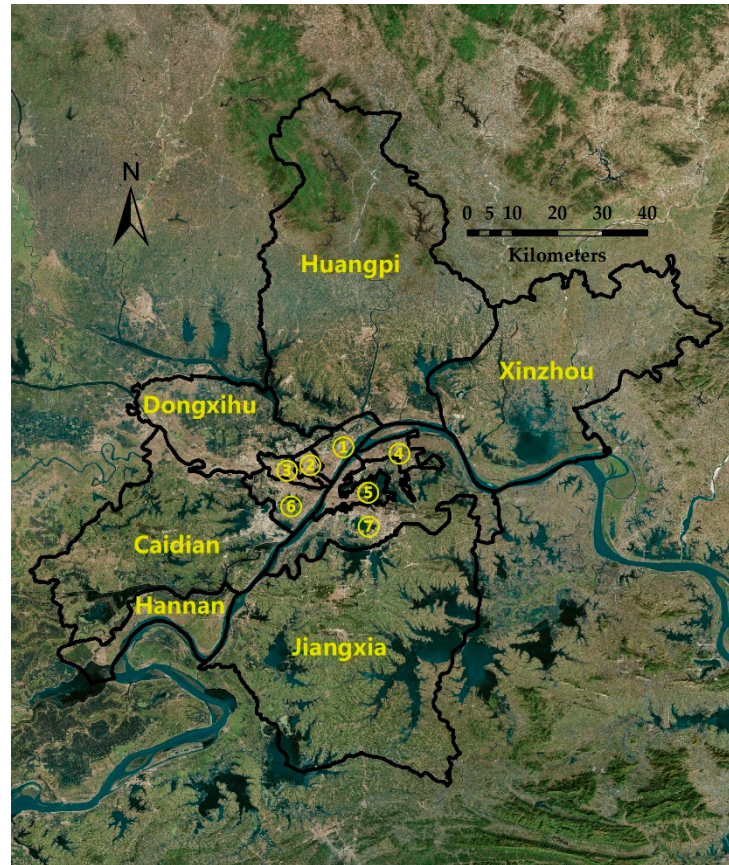 N
0 5 10 20 30 40
Kilometers
Huangpi
Xinzhou
Dongxihu
①
④
③ ②
⑤
⑥
⑦
Caidian
Hannan
Jiangxia